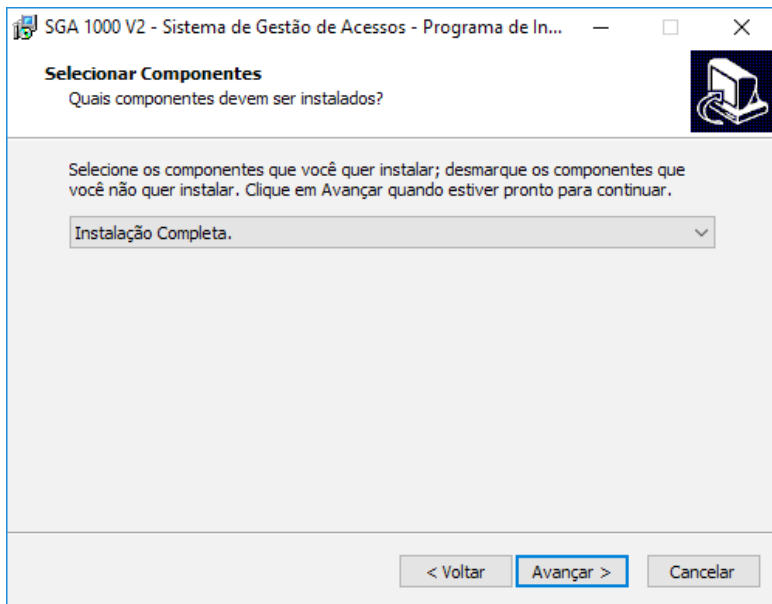 SGA 1000 V2 - Sistema de Gestão de Acessos - Programa de In...
Selecionar Componentes
Quais componentes devem ser instalados?
Selecione os componentes que você quer instalar; desmarque os componentes que
você não quer instalar. Clique em Avançar quando estiver pronto para continuar.
Instalação Completa.
< Voltar
Avançar >
Cancelar